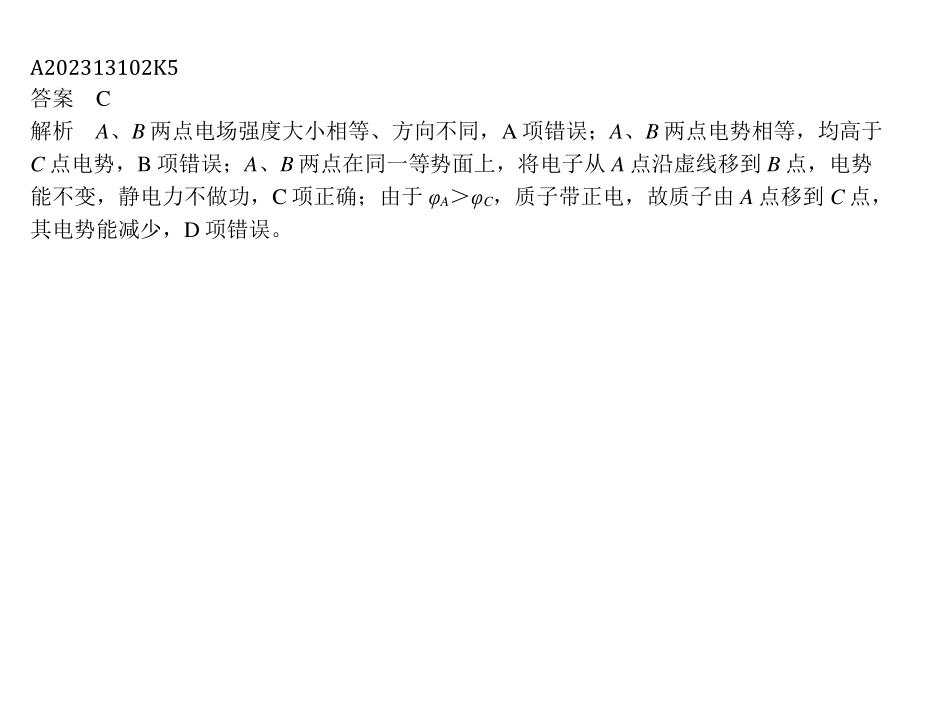 A202313102K5
答案 C
解析 A、B 两点电场强度大小相等、方向不同，A 项错误；A、B 两点电势相等，均高于
C 点电势，B 项错误；A、B 两点在同一等势面上，将电子从 A 点沿虚线移到 B 点，电势
能不变，静电力不做功，C 项正确；由于 φA＞φC，质子带正电，故质子由 A 点移到 C 点，
其电势能减少，D 项错误。